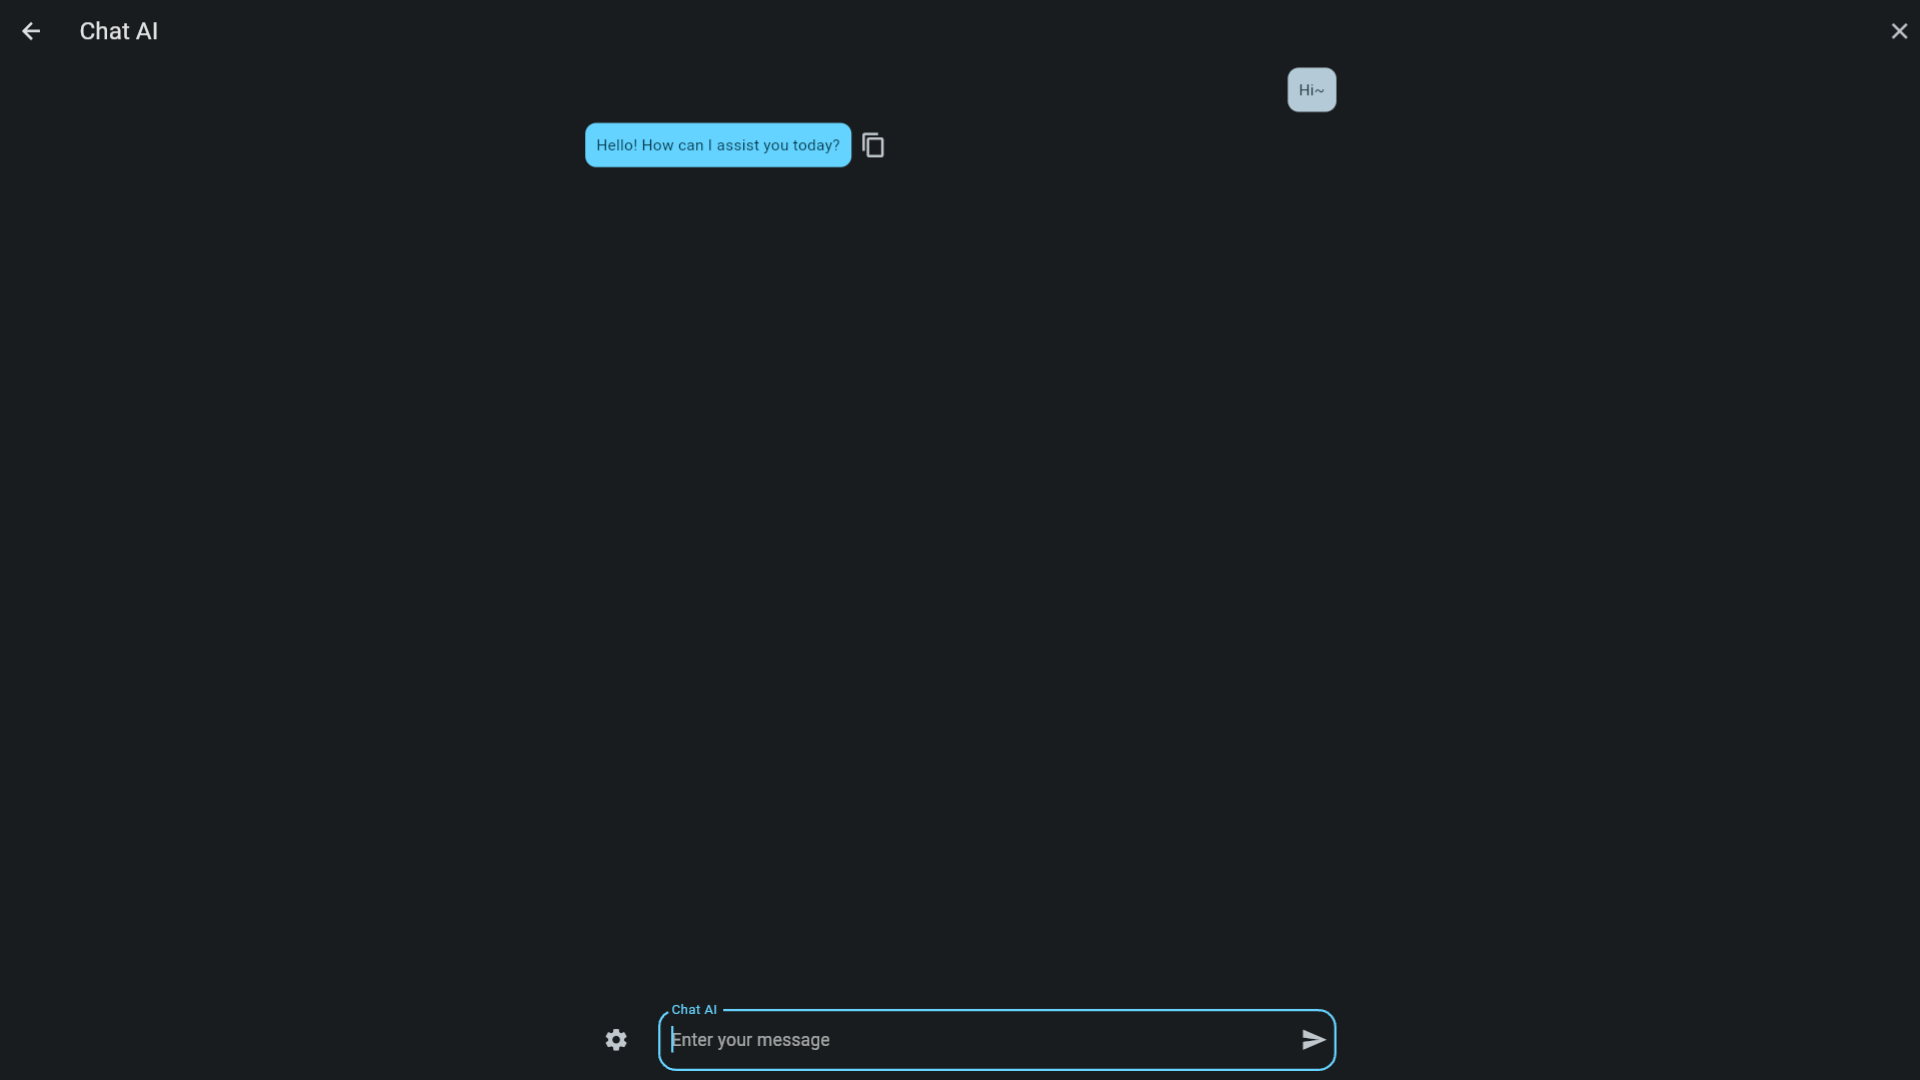 Chat AI
Hi~
Hello! How can I assist you today?
Chat AI
Enter your message